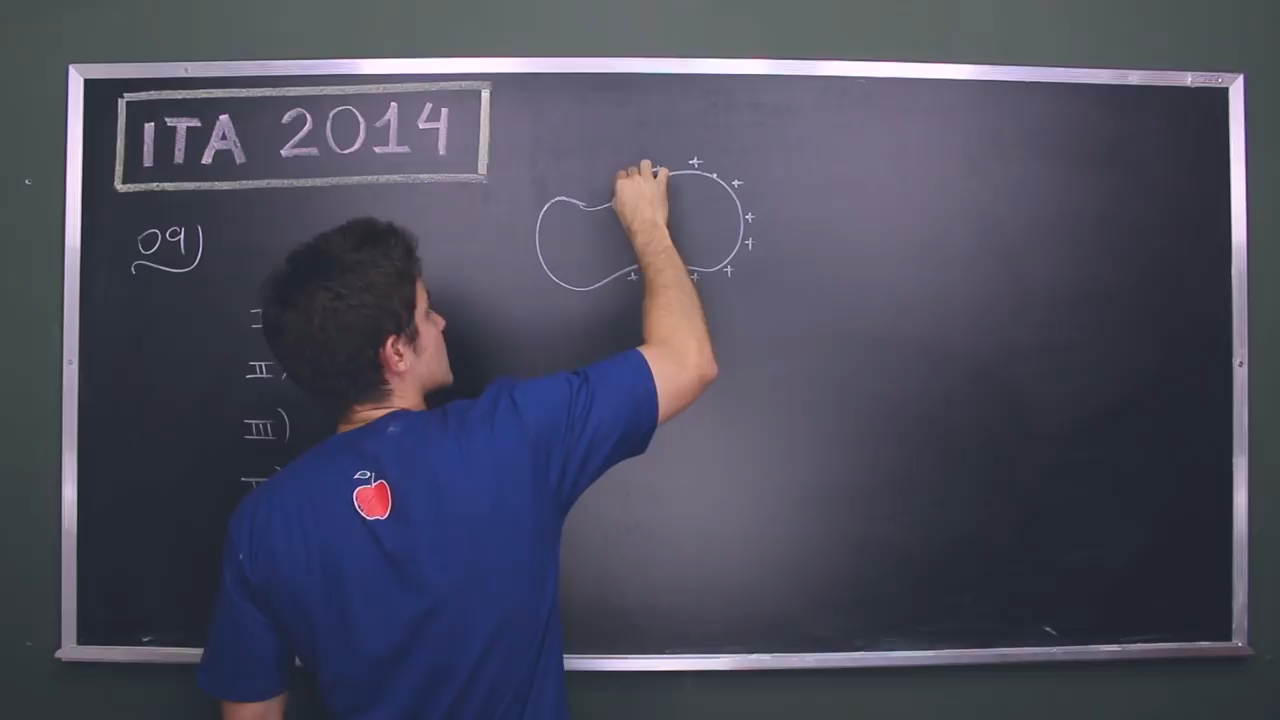 ITA 2014
09)
+ + + + + + + + +
II)
III)